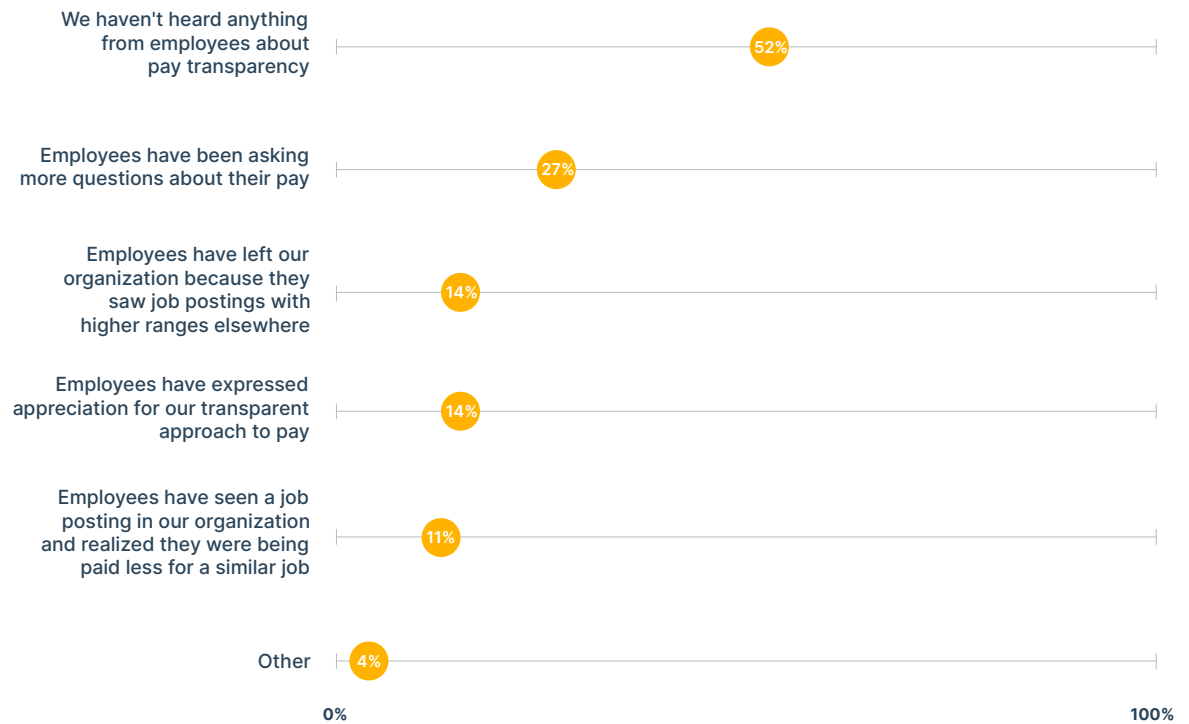 We haven't heard anything
from employees about
pay transparency
52%
Employees have been asking
more questions about their pay
27%
Employees have left our
organization because they
saw job postings with
higher ranges elsewhere
14%
Employees have expressed
appreciation for our transparent
approach to pay
14%
Employees have seen a job
posting in our organization
and realized they were being
paid less for a similar job
11%
Other
4%
0%
100%